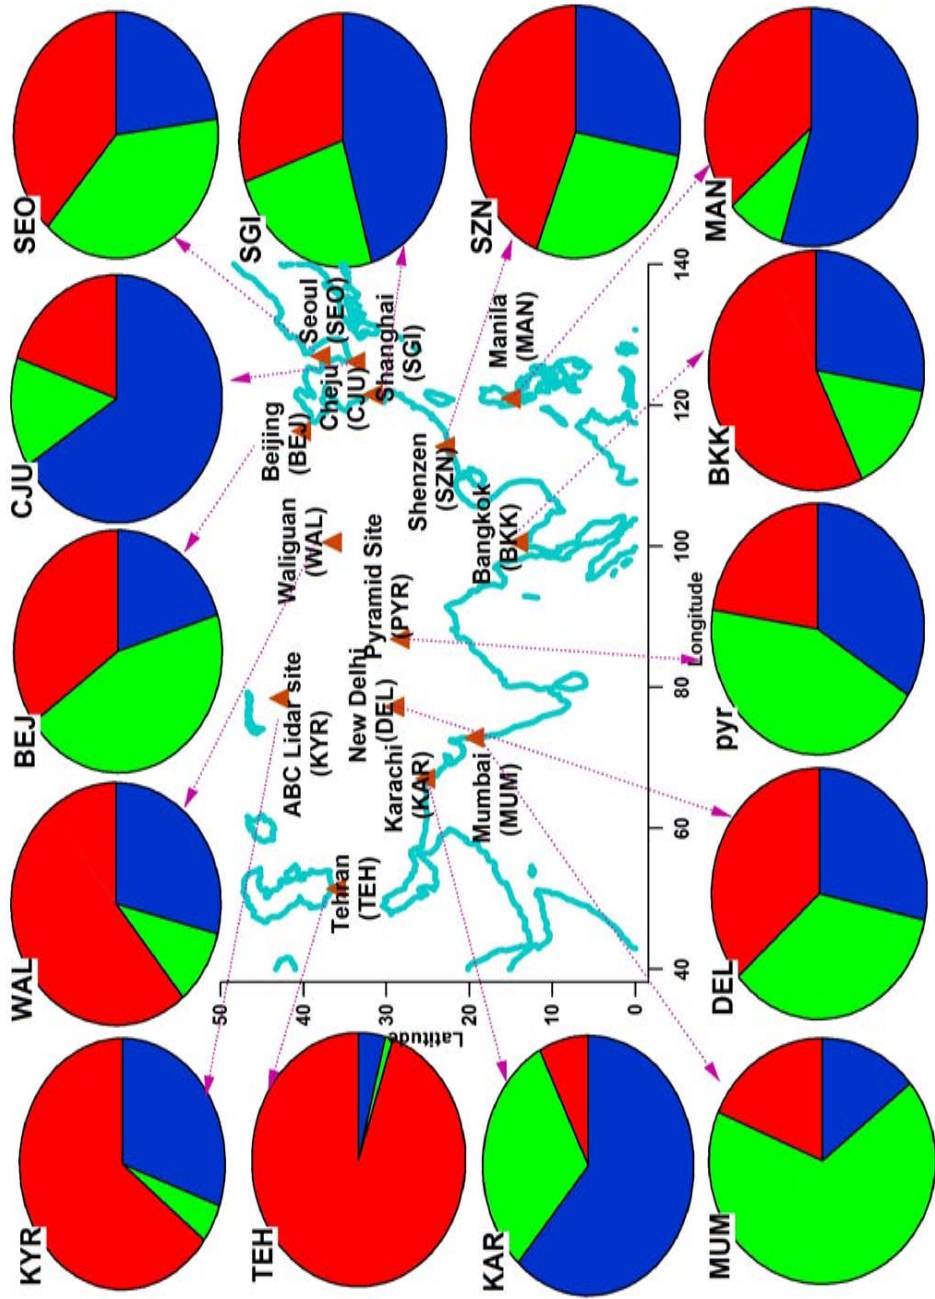 KYR
WAL
BEJ
CJU
SEO
TEH
SGI
KAR
SZN
MUM
DEL
pyr
BKK
MAN
50
40
30
20
10
0
Latitude
40
60
80
100
120
140
Longitude
Tehran
(TEH)
ABC Lidar site
(KYR)
Karachi
(KAR)
New Delhi
(DEL)
Mumbai
(MUM)
Pyramid Site
(PYR)
Waligutan
(WAL)
Beijing
(BEJ)
Cheju
(CJU)
Seoul
(SEO)
Shanghai
(SGI)
Shenzen
(SZN)
Bangkok
(BKK)
Manila
(MAN)